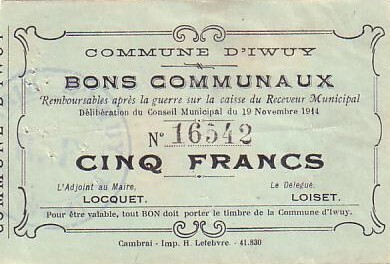 COMMUNE D'IWUY
COMMUNE D'IWUY
BONS COMMUNAUX
Remboursables après la guerre sur la caisse du Receveur Municipal
Délibération du Conseil Municipal du 19 Novembre 1914
N° 16542
CINQ FRANCS
L'Adjoint au Maire, Le Délégué,
LOCQUET. LOISET.
Pour être valable, tout BON doit porter le timbre de la Commune d'Iwuy.
Cambrai - Imp. H. Lefebvre - 41.830